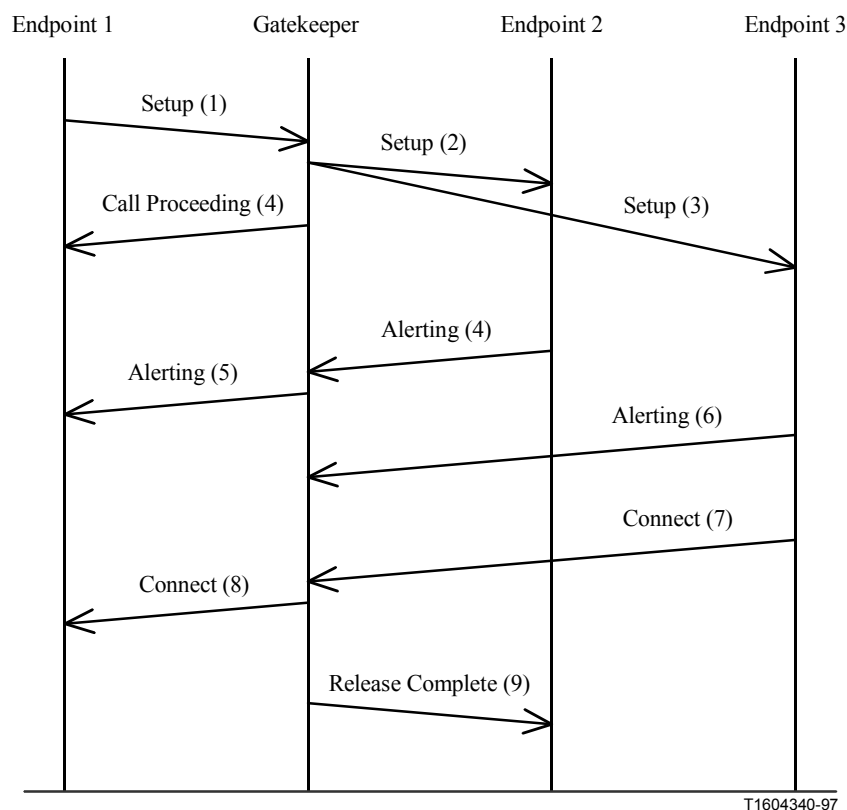 Endpoint 1
Gatekeeper
Endpoint 2
Endpoint 3
Setup (1)
Setup (2)
Call Proceeding (4)
Setup (3)
Alerting (4)
Alerting (5)
Alerting (6)
Connect (7)
Connect (8)
Release Complete (9)
T1604340-97